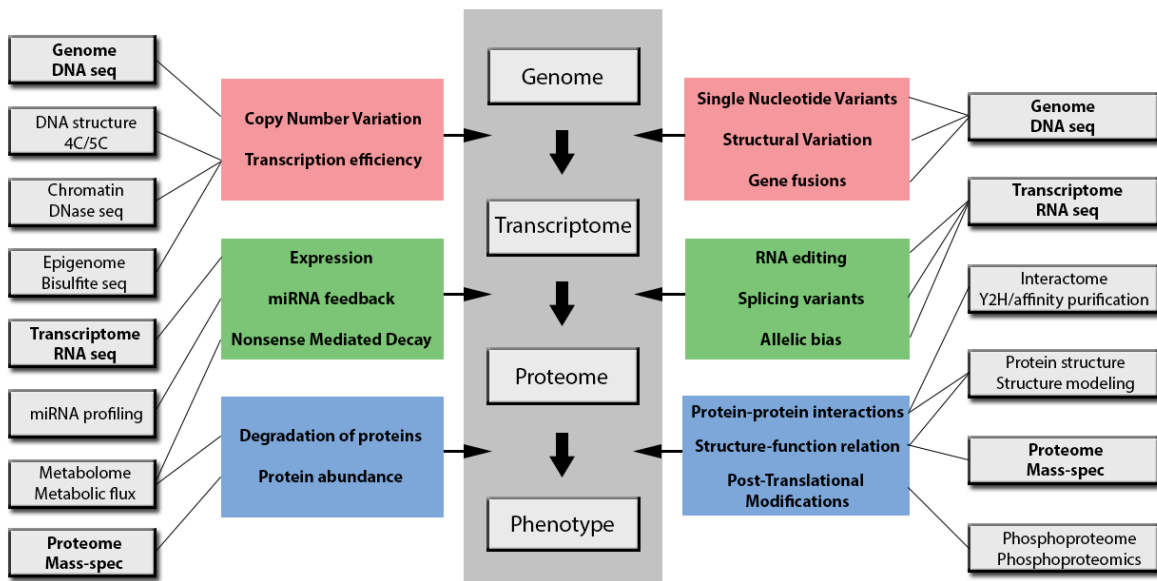 Genome
DNA seq
DNA structure
4C/5C
Chromatin
DNase seq
Epigenome
Bisulfite seq
Transcriptome
RNA seq
miRNA profiling
Metabolome
Metabolic flux
Proteome
Mass-spec
Copy Number Variation
Transcription efficiency
Expression
miRNA feedback
Nonsense Mediated Decay
Degradation of proteins
Protein abundance
Genome
Transcriptome
Proteome
Phenotype
Single Nucleotide Variants
Structural Variation
Gene fusions
RNA editing
Splicing variants
Allelic bias
Protein-protein interactions
Structure-function relation
Post-Translational
Modifications
Genome
DNA seq
Transcriptome
RNA seq
Interactome
Y2H/affinity purification
Protein structure
Structure modeling
Proteome
Mass-spec
Phosphoproteome
Phosphoproteomics